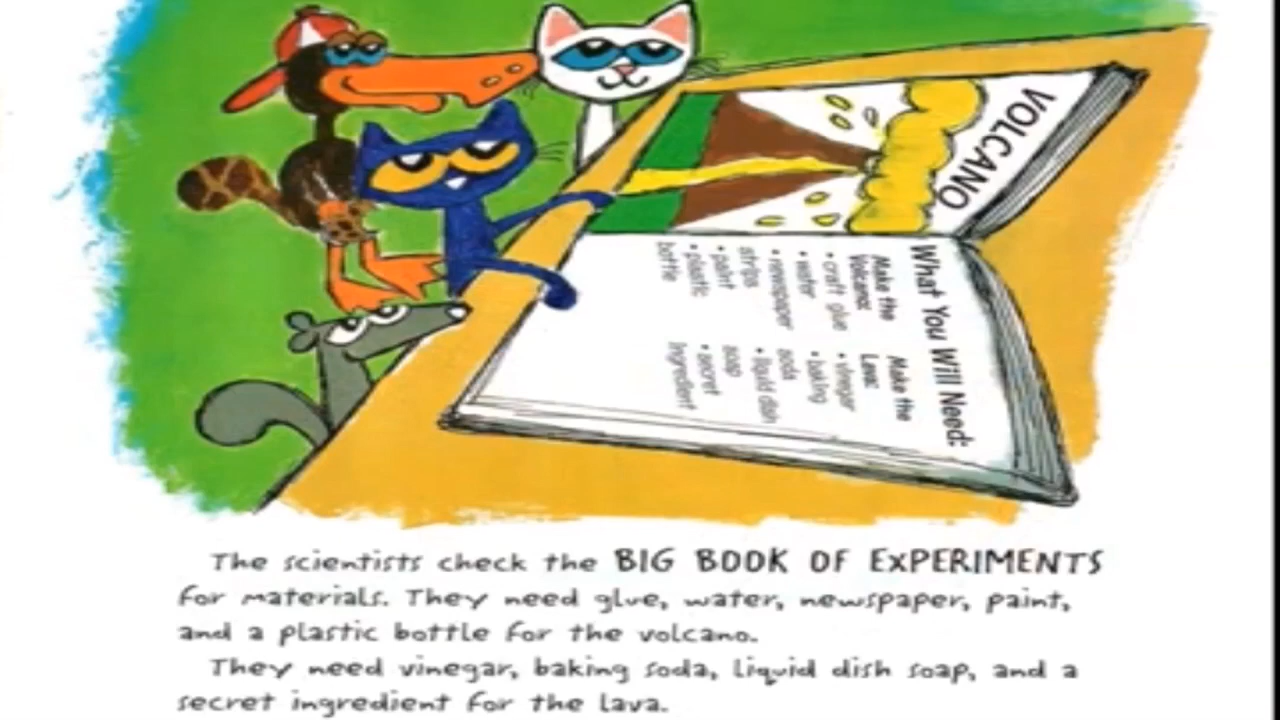 VOLCANO
What You Will Need:
Make the
Volcano:
• craft glue
• water
• newspaper
strips
• paint
• plastic
bottle
Make the
Lava:
• vinegar
• baking
soda
• liquid dish
soap
• secret
ingredient
The scientists check the BIG BOOK OF EXPERIMENTS
for materials. They need glue, water, newspaper, paint,
and a plastic bottle for the volcano.
They need vinegar, baking soda, liquid dish soap, and a
secret ingredient for the lava.